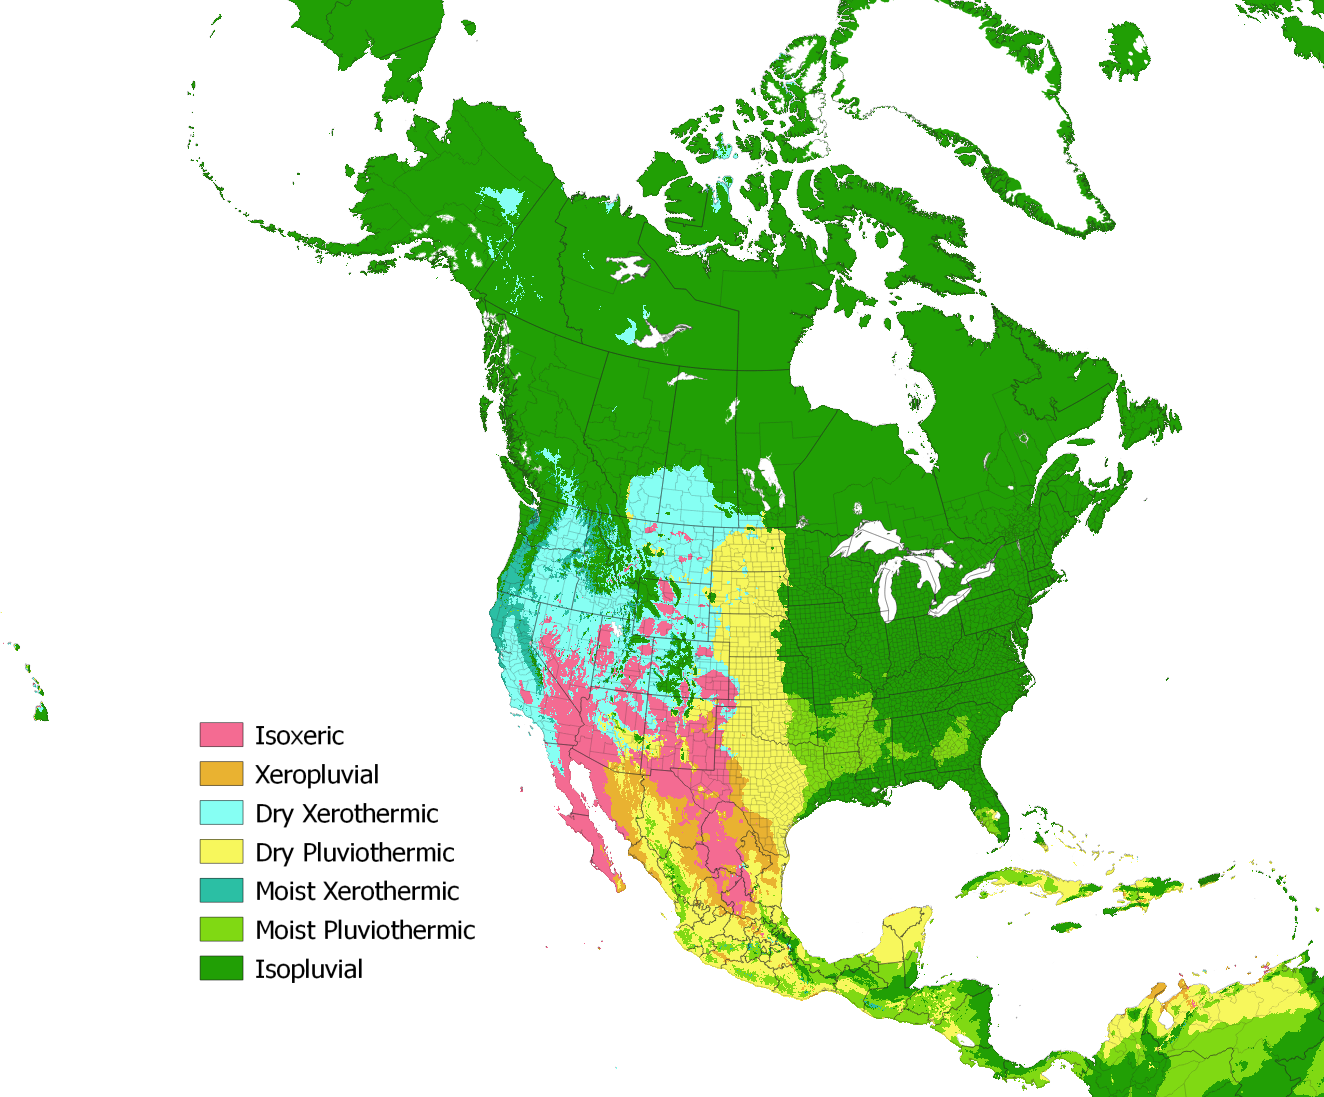 Isoxeric
Xeropluvial
Dry Xerothermic
Dry Pluviothermic
Moist Xerothermic
Moist Pluviothermic
Isopluvial